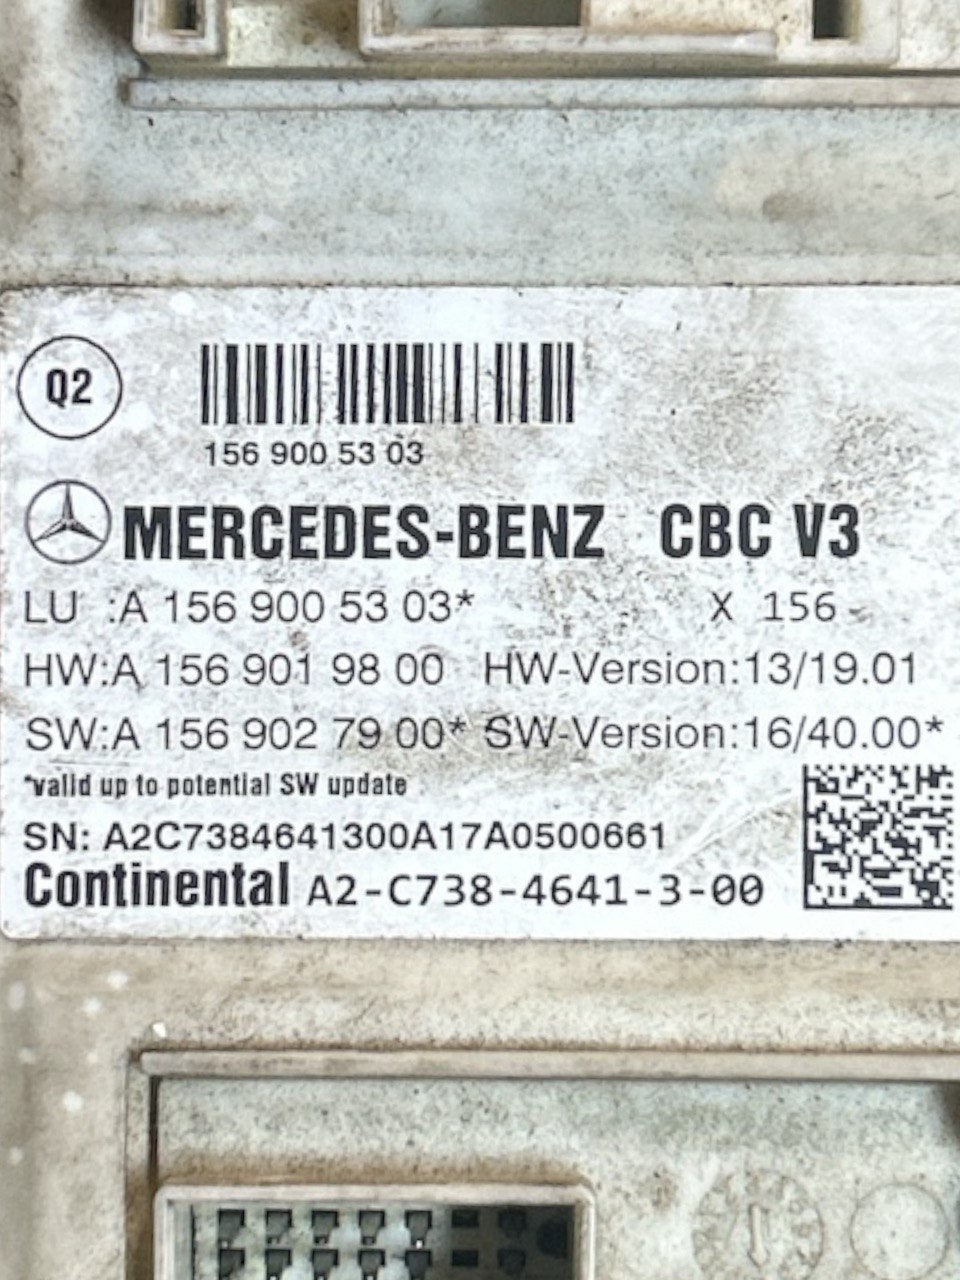 Q2
156 900 53 03
MERCEDES-BENZ CBC V3
LU :A 156 900 53 03* X 156
HW:A 156 901 98 00 HW-Version:13/19.01
SW:A 156 902 79 00* SW-Version:16/40.00*
*valid up to potential SW update
SN: A2C7384641300A17A0500661
Continental A2-C738-4641-3-00